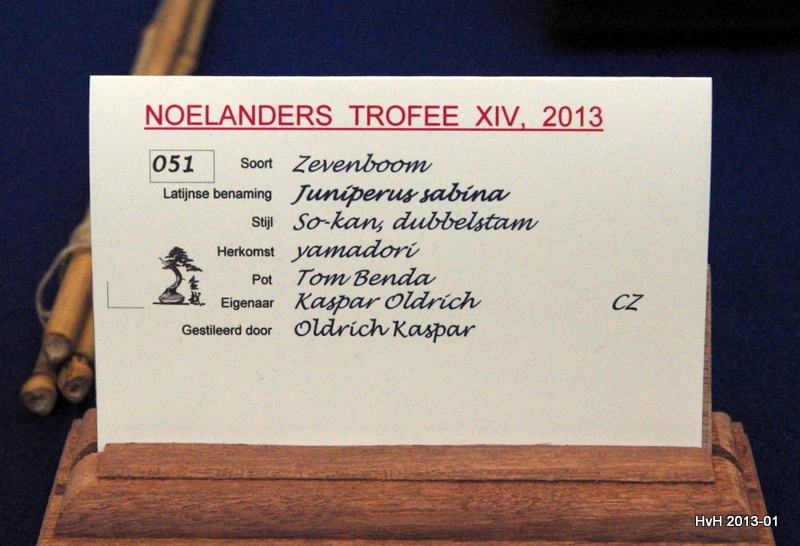 NOELANDERS TROFEE XIV, 2013
051 Soort Zevenboom
Latijnse benaming Juniperus sabina
Stijl So-kan, dubbelstam
Herkomst yamadori
Pot Tom Benda
Eigenaar Kaspar Oldrich CZ
Gestileerd door Oldrich Kaspar
HvH 2013-01